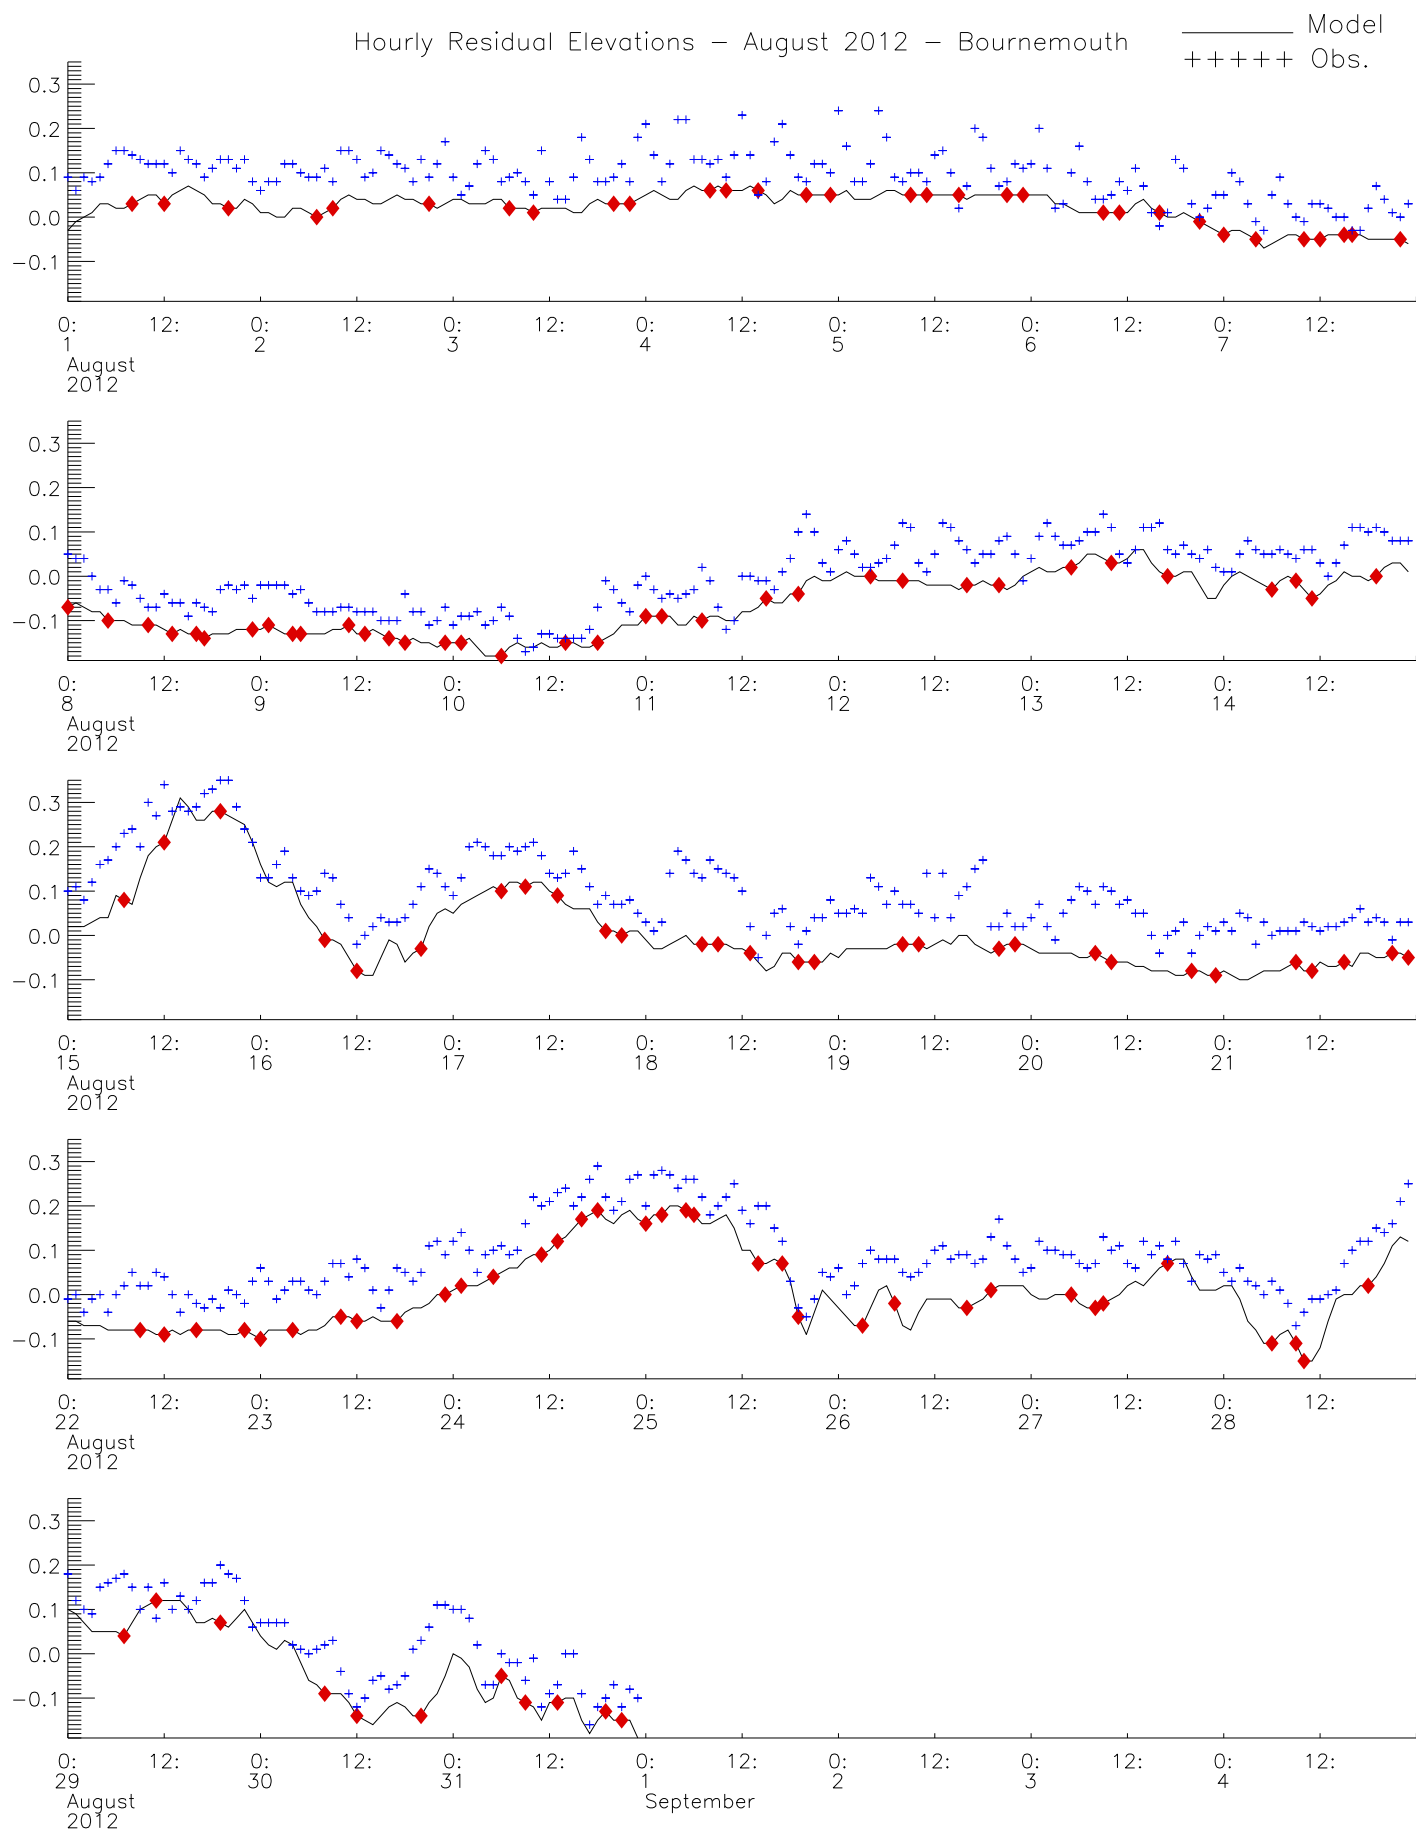 Hourly Residual Elevations – August 2012 – Bournemouth
Model
+++++ Obs.
0.3
0.2
0.1
0.0
−0.1
0: 12: 0: 12: 0: 12: 0: 12: 0: 12: 0: 12: 0: 12:
1 2 3 4 5 6 7
August
2012
0.3
0.2
0.1
0.0
−0.1
0: 12: 0: 12: 0: 12: 0: 12: 0: 12: 0: 12: 0: 12:
8 9 10 11 12 13 14
August
2012
0.3
0.2
0.1
0.0
−0.1
0: 12: 0: 12: 0: 12: 0: 12: 0: 12: 0: 12: 0: 12:
15 16 17 18 19 20 21
August
2012
0.3
0.2
0.1
0.0
−0.1
0: 12: 0: 12: 0: 12: 0: 12: 0: 12: 0: 12: 0: 12:
22 23 24 25 26 27 28
August
2012
0.3
0.2
0.1
0.0
−0.1
0: 12: 0: 12: 0: 12: 0: 12: 0: 12: 0: 12: 0: 12:
29 30 31 1 2 3 4
August September
2012